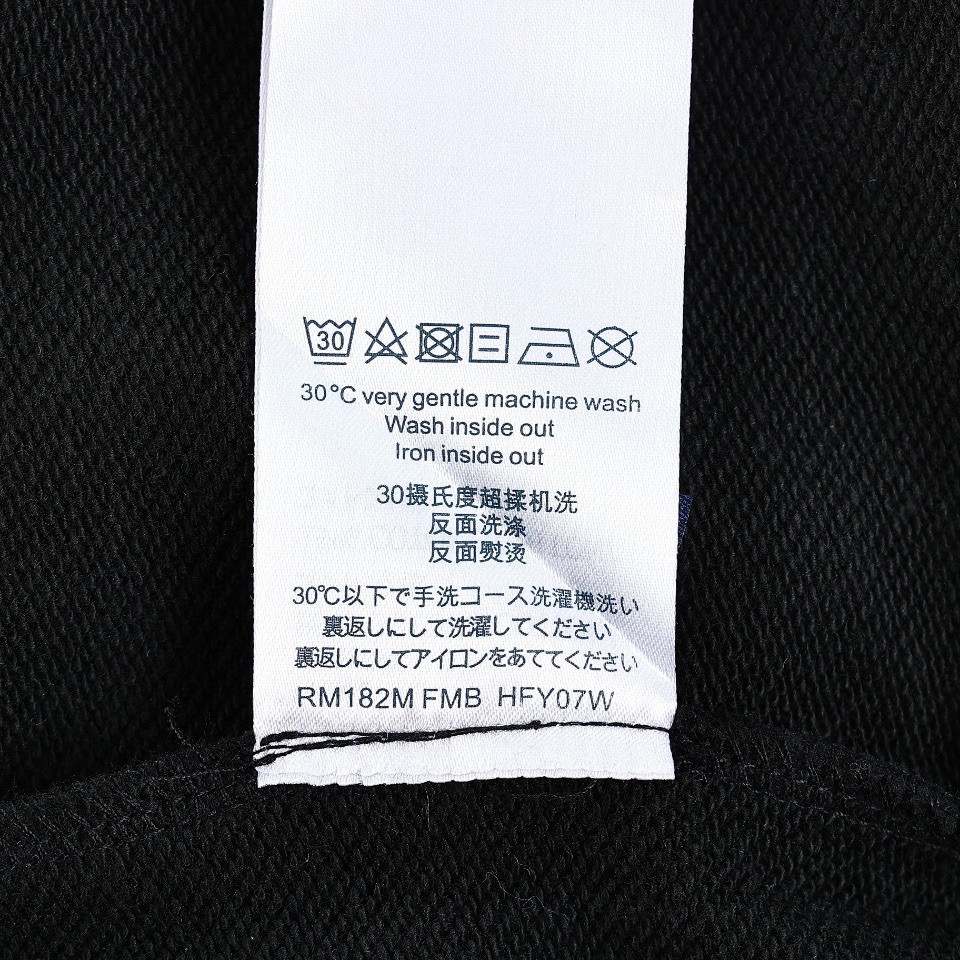 30
30°C very gentle machine wash
Wash inside out
Iron inside out
30摄氏度超揉机洗
反面洗涤
反面熨烫
30℃以下で手洗コース洗濯機洗い
裏返しにして洗濯してください
裏返しにしてアイロンをあててください
RM182M FMB HFY07W